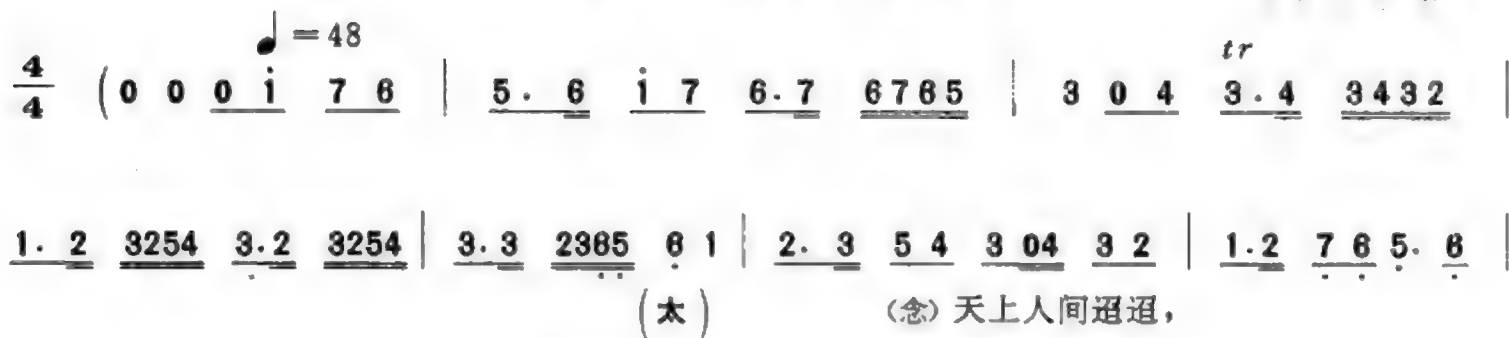 ♩=48
4/4 (0 0 0 i̇ 7 6 | 5. 6 i̇ 7 6.7 6765 | 3 0 4 tr 3.4 3432 |
1. 2 3254 3.2 3254 | 3.3 2365 6 1 | 2. 3 5 4 3 04 3 2 | 1.2 7 6 5. 6 |
(太) (念) 天上人间迢迢,